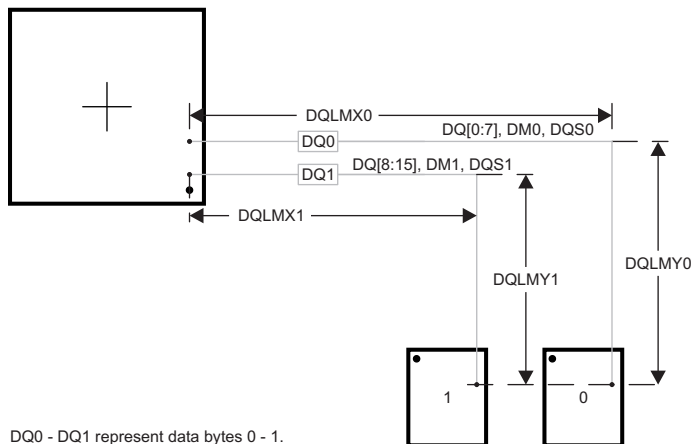 DQLMX0
DQ[0:7], DM0, DQS0
DQ0
DQ[8:15], DM1, DQS1
DQ1
DQLMX1
DQLMY0
DQLMY1
1
0
DQ0 - DQ1 represent data bytes 0 - 1.